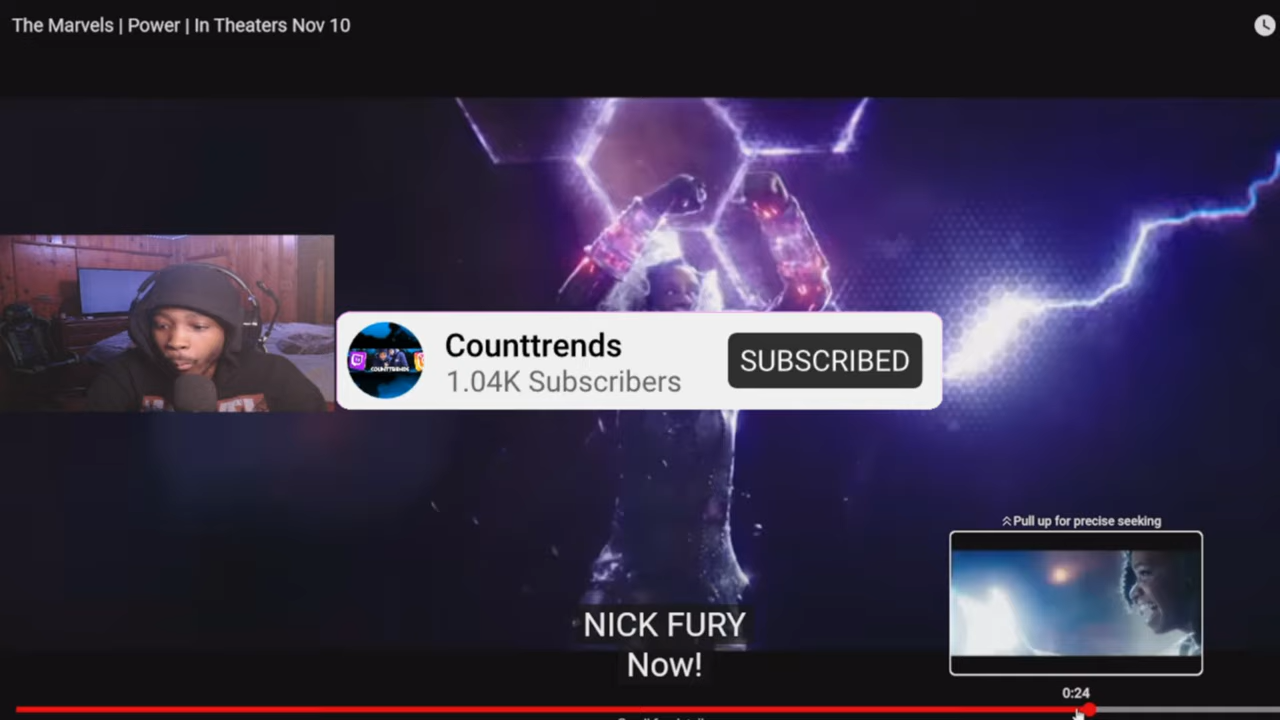 The Marvels | Power | In Theaters Nov 10
Counttrends
1.04K Subscribers
SUBSCRIBED
COUNTTRENDS
Pull up for precise seeking
NICK FURY
Now!
0:24